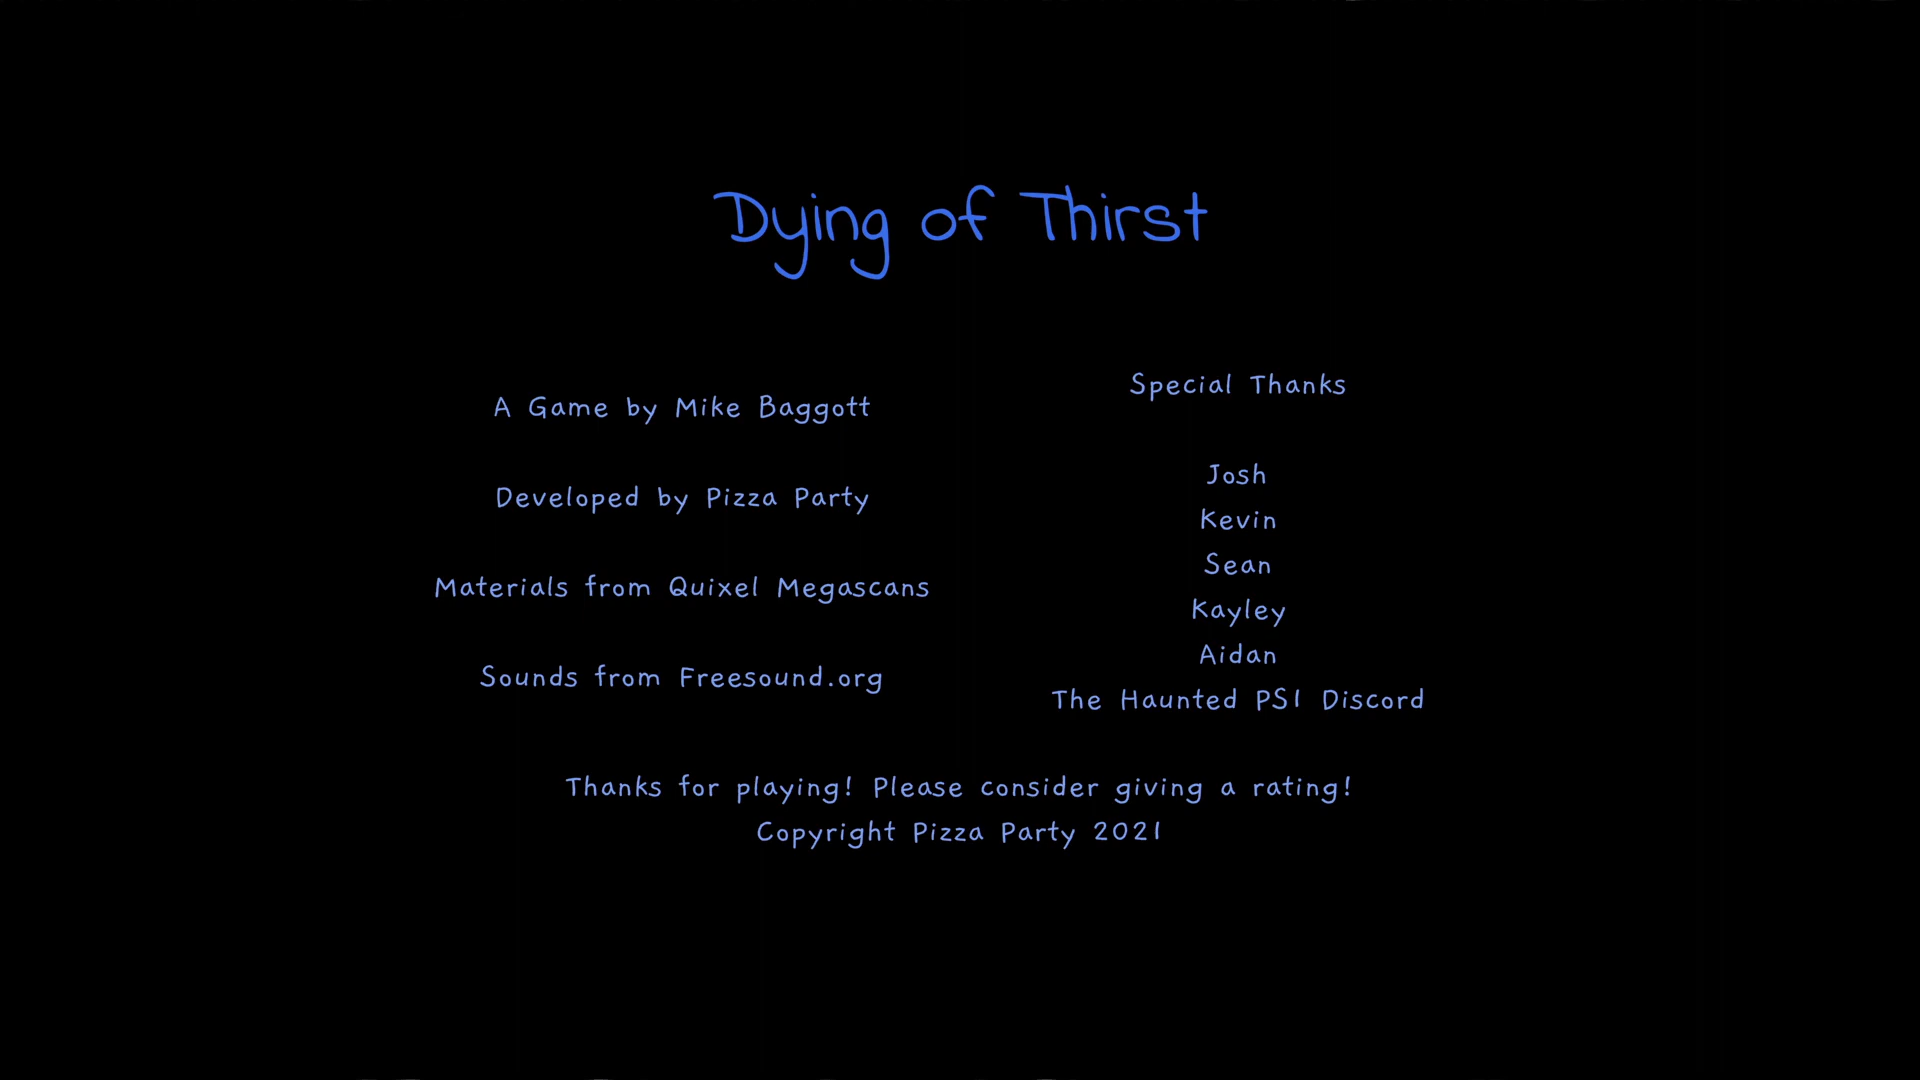 Dying of Thirst
A Game by Mike Baggott
Developed by Pizza Party
Materials from Quixel Megascans
Sounds from Freesound.org
Special Thanks
Josh
Kevin
Sean
Kayley
Aidan
The Haunted PS1 Discord
Thanks for playing! Please consider giving a rating!
Copyright Pizza Party 2021